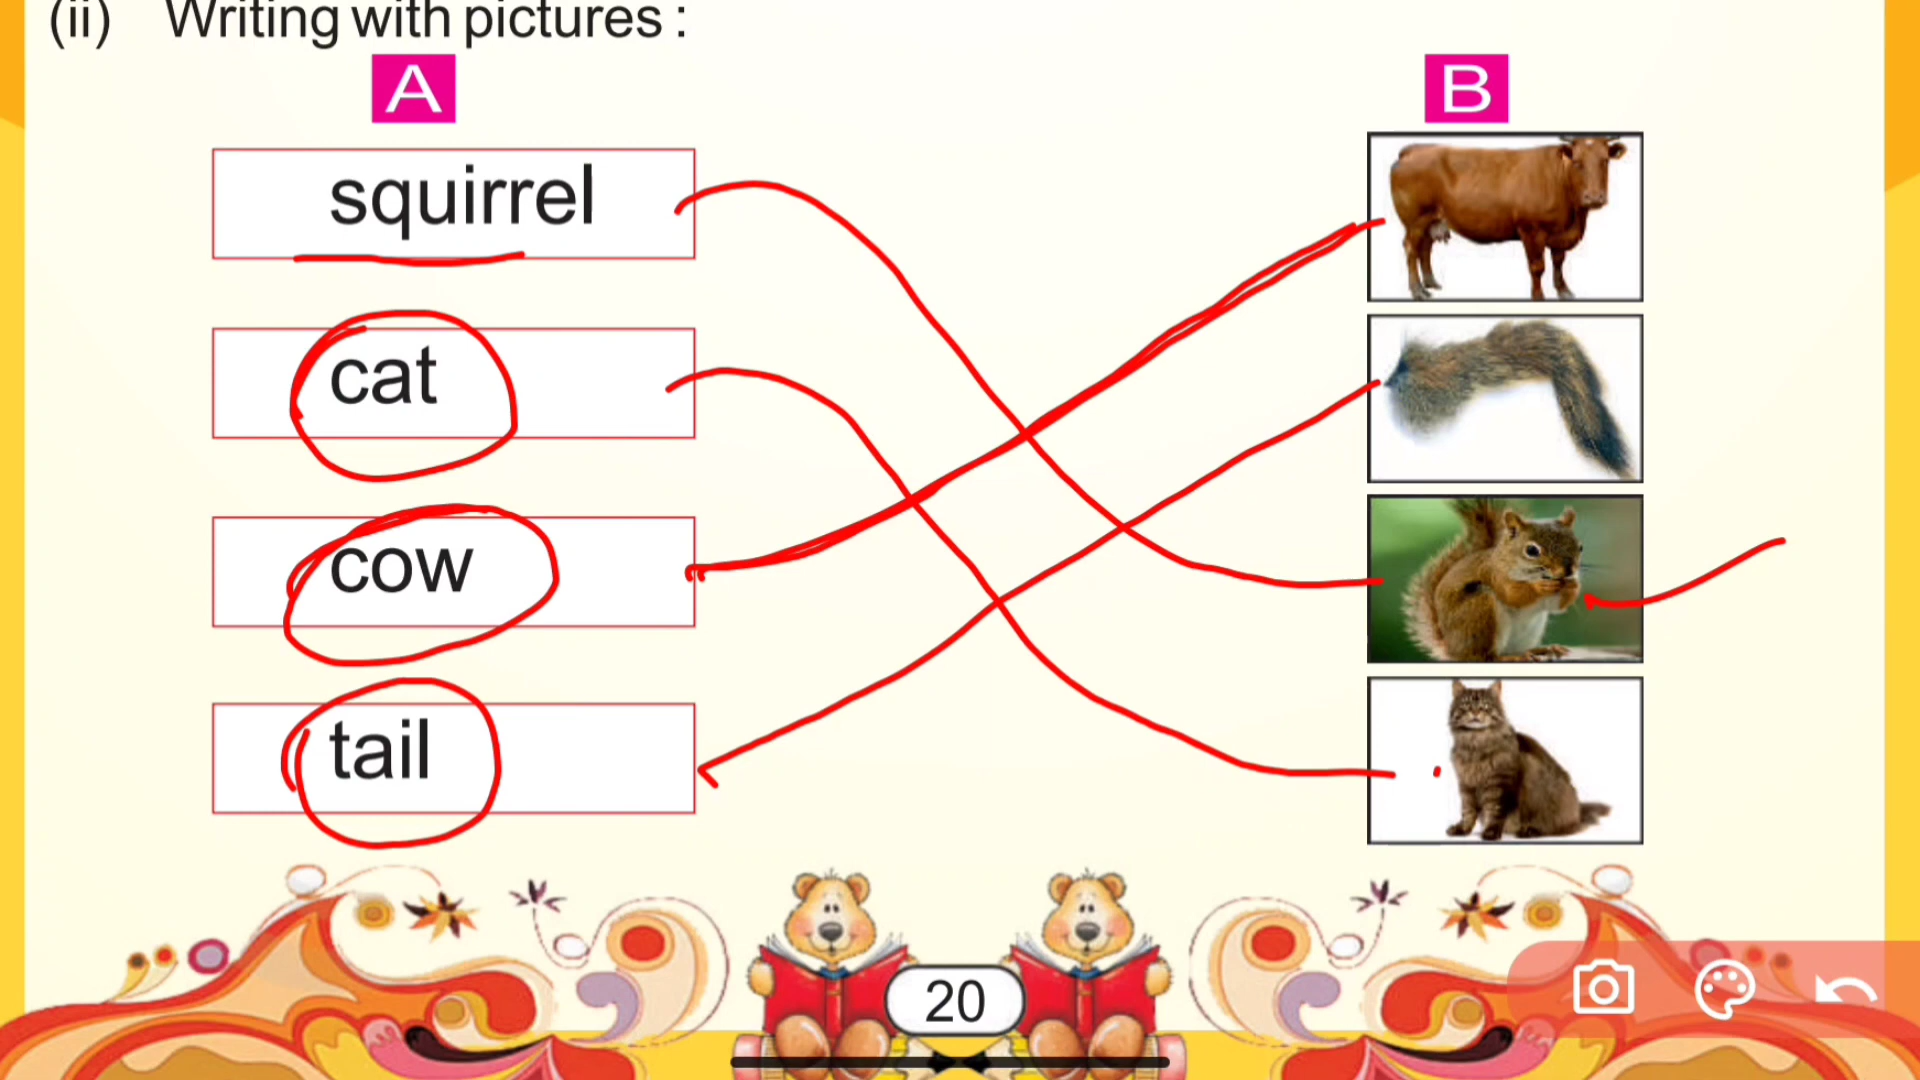 (ii) Writing with pictures :
A
B
squirrel
cat
cow
tail
20